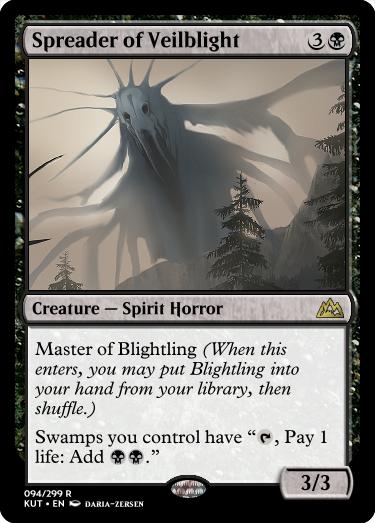 Spreader of Veilblight 3
Creature — Spirit Horror
Master of Blightling (When this
enters, you may put Blightling into
your hand from your library, then
shuffle.)
Swamps you control have “, Pay 1
life: Add .”
3/3
094/299 R
KUT • EN DARIA-ZERSEN